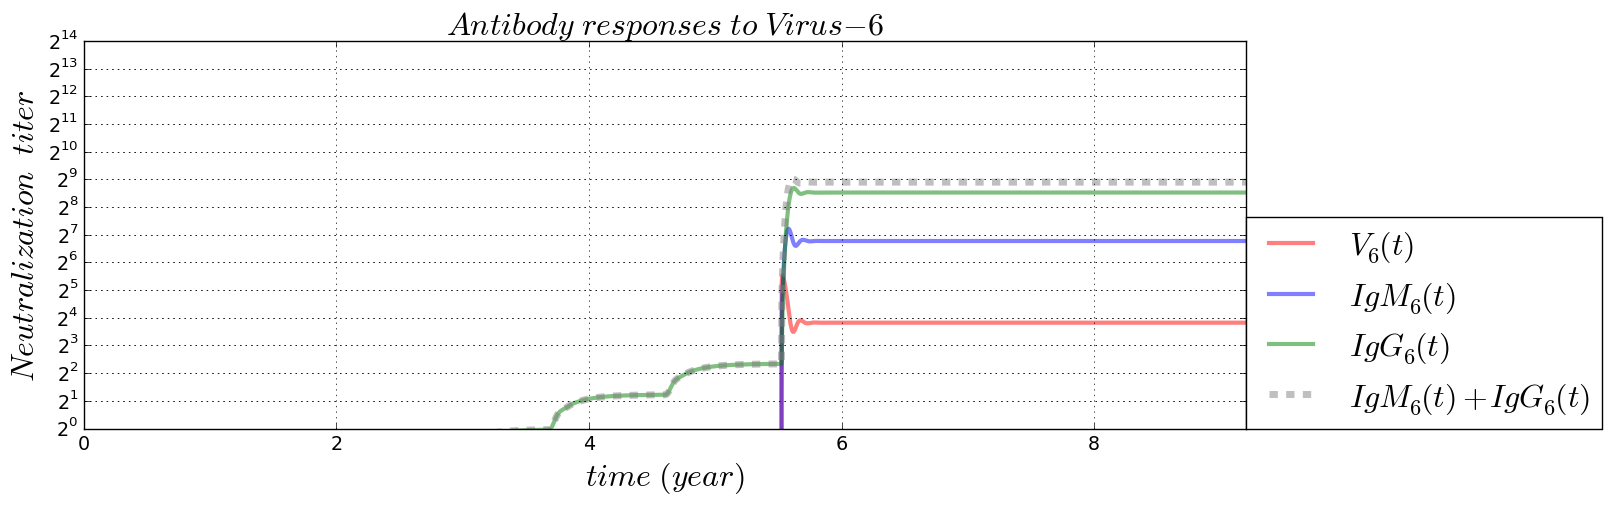 Antibody responses to Virus−6
Neutralization titer
2^14
2^13
2^12
2^11
2^10
2^9
2^8
2^7
2^6
2^5
2^4
2^3
2^2
2^1
2^0
0 2 4 6 8
time (year)
V_6(t)
IgM_6(t)
IgG_6(t)
IgM_6(t) + IgG_6(t)